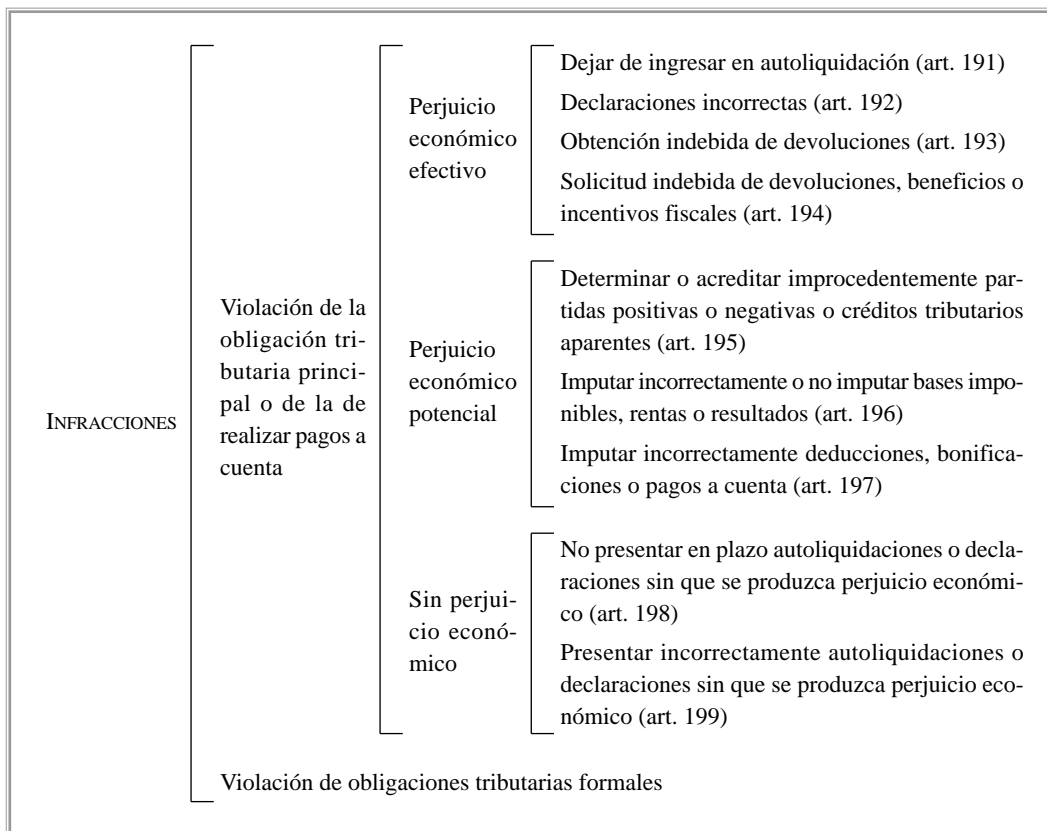 INFRACCIONES
Violación de la
obligación tri-
butaria princi-
pal o de la de
realizar pagos a
cuenta
Perjuicio
económico
efectivo
Dejar de ingresar en autoliquidación (art. 191)
Declaraciones incorrectas (art. 192)
Obtención indebida de devoluciones (art. 193)
Solicitud indebida de devoluciones, beneficios o
incentivos fiscales (art. 194)
Perjuicio
económico
potencial
Determinar o acreditar improcedentemente par-
tidas positivas o negativas o créditos tributarios
aparentes (art. 195)
Imputar incorrectamente o no imputar bases impo-
nibles, rentas o resultados (art. 196)
Imputar incorrectamente deducciones, bonifica-
ciones o pagos a cuenta (art. 197)
Sin perjui-
cio econó-
mico
No presentar en plazo autoliquidaciones o decla-
raciones sin que se produzca perjuicio económi-
co (art. 198)
Presentar incorrectamente autoliquidaciones o
declaraciones sin que se produzca perjuicio eco-
nómico (art. 199)
Violación de obligaciones tributarias formales